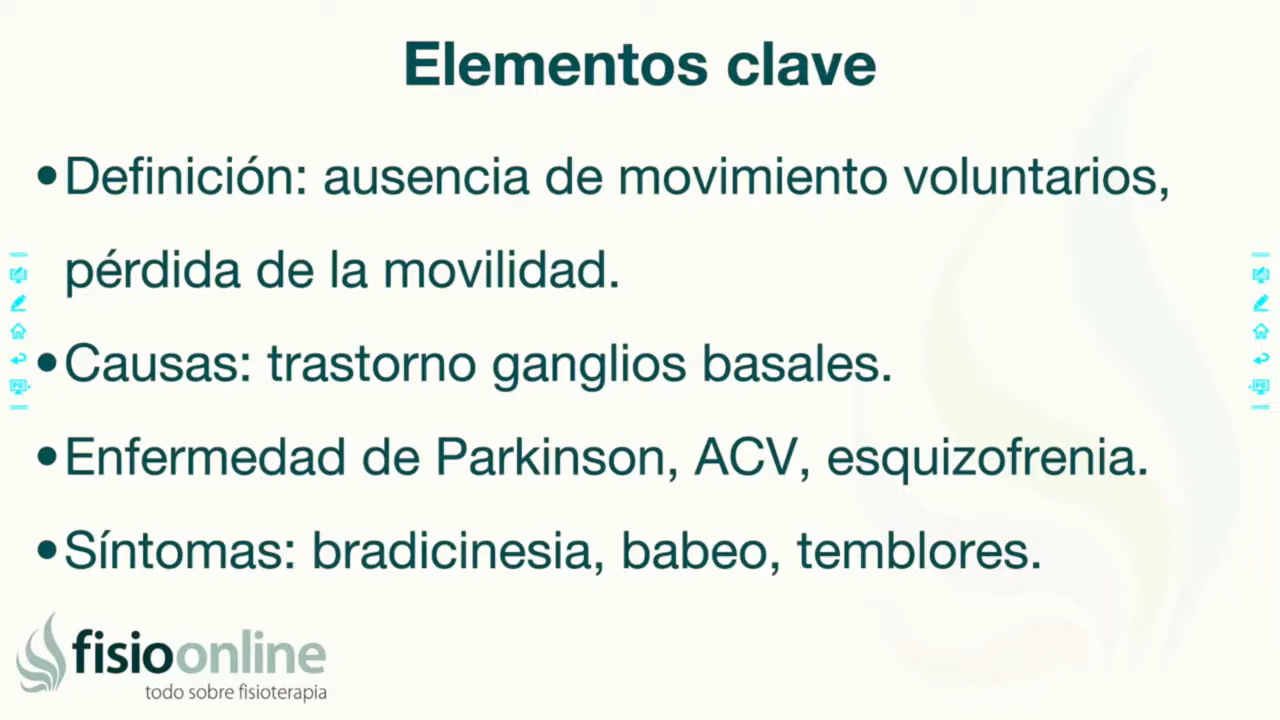 Elementos clave
•Definición: ausencia de movimiento voluntarios,
pérdida de la movilidad.
•Causas: trastorno ganglios basales.
•Enfermedad de Parkinson, ACV, esquizofrenia.
•Síntomas: bradicinesia, babeo, temblores.
fisioonline
todo sobre fisioterapia